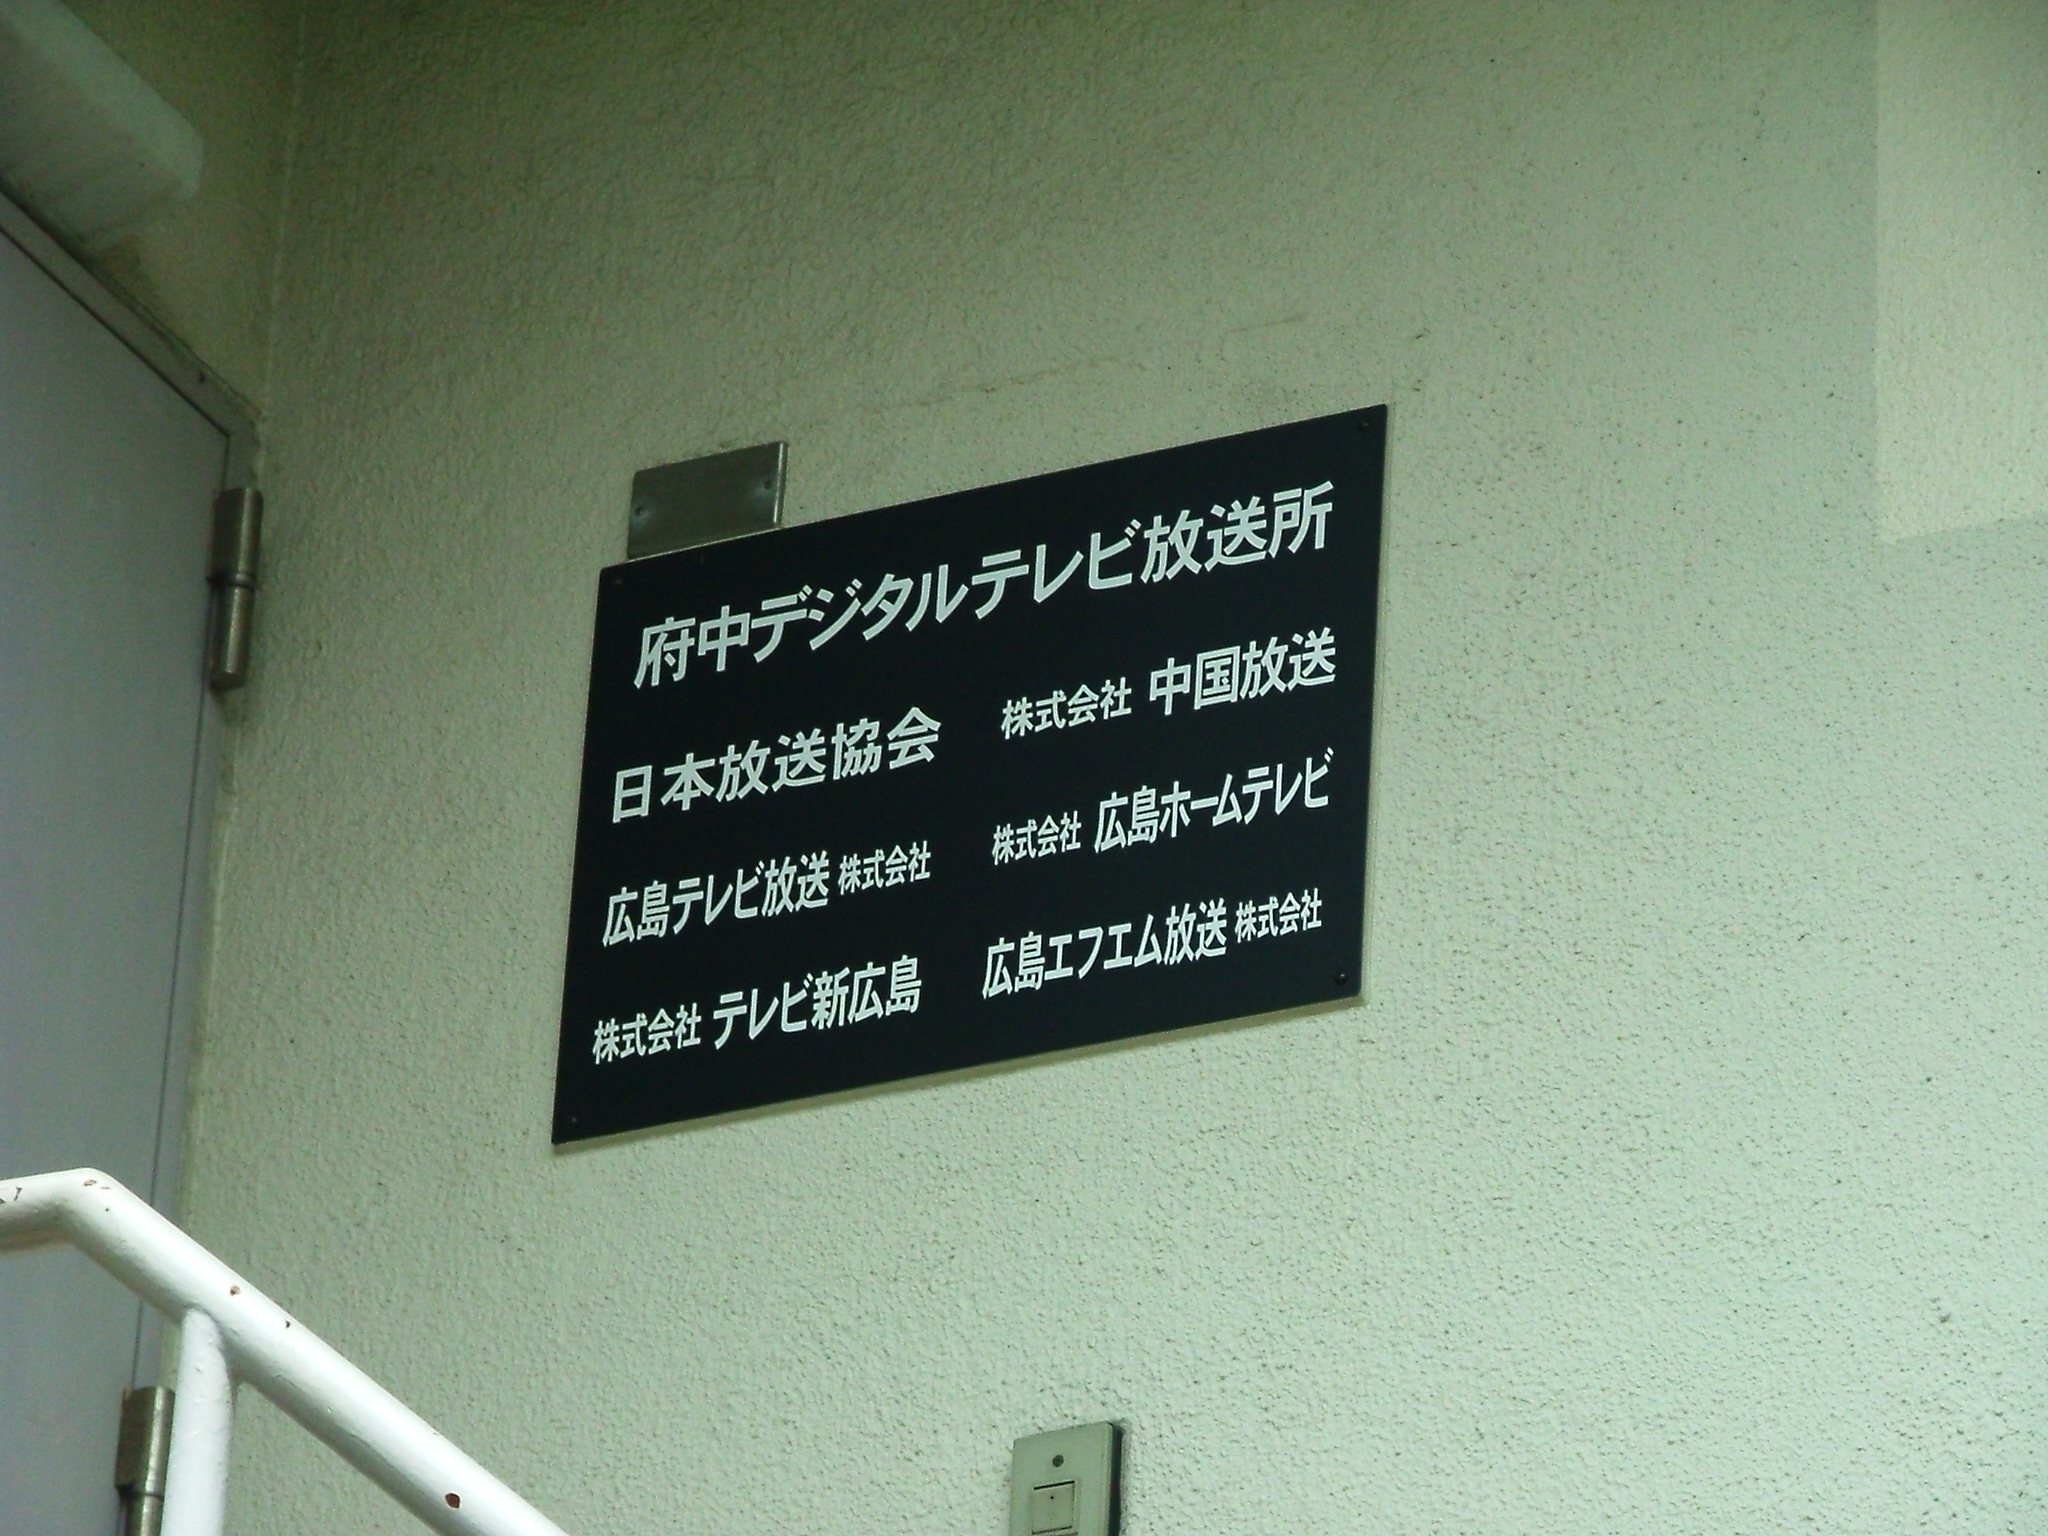 府中デジタルテレビ放送所
日本放送協会 株式会社 中国放送
広島テレビ放送 株式会社 株式会社 広島ホームテレビ
株式会社 テレビ新広島 広島エフエム放送 株式会社